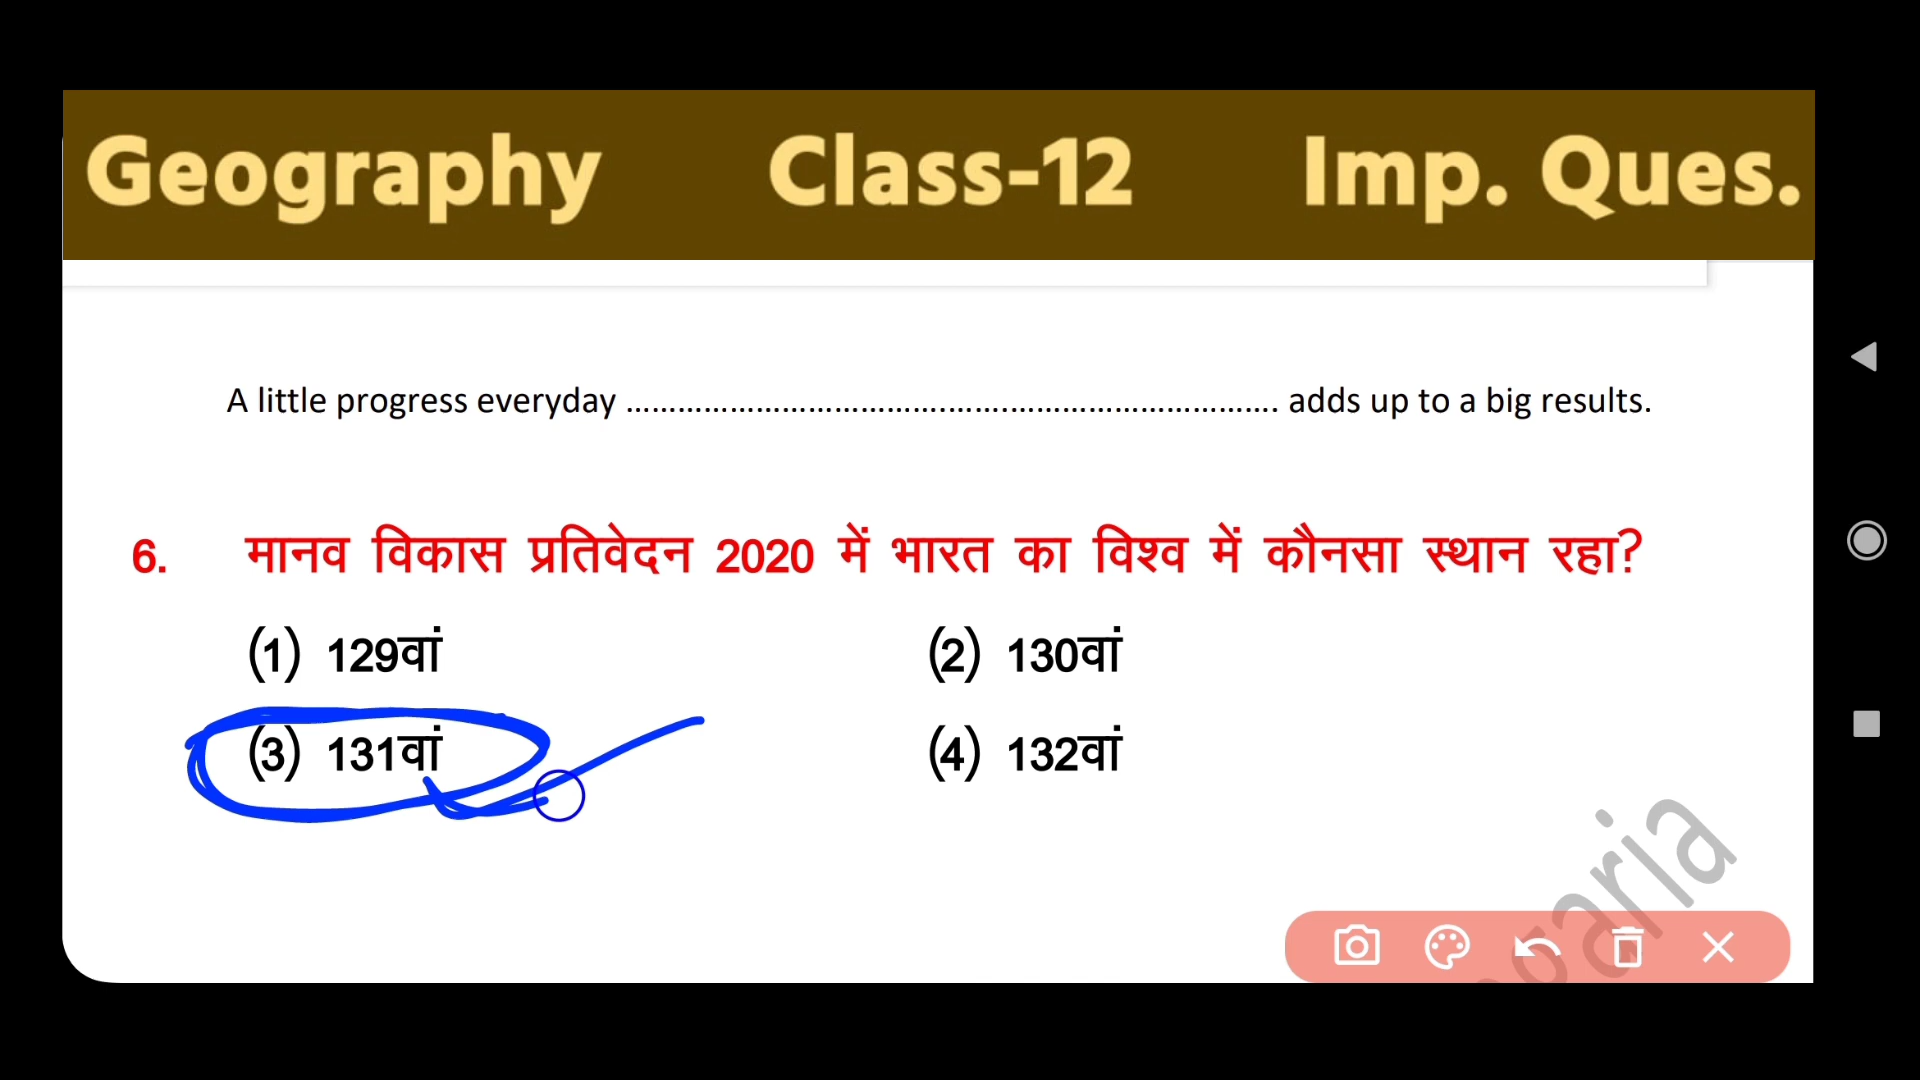 Geography Class-12 Imp. Ques.
A little progress everyday ........................................................................... adds up to a big results.
6. मानव विकास प्रतिवेदन 2020 में भारत का विश्व में कौनसा स्थान रहा?
(1) 129वां (2) 130वां
(3) 131वां (4) 132वां